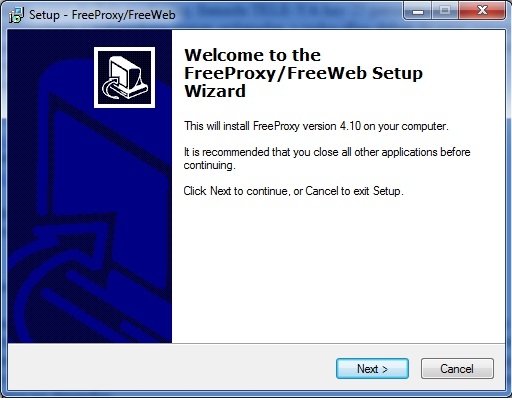 Setup - FreeProxy/FreeWeb
Welcome to the
FreeProxy/FreeWeb Setup
Wizard
This will install FreeProxy version 4.10 on your computer.
It is recommended that you close all other applications before
continuing.
Click Next to continue, or Cancel to exit Setup.
Next >
Cancel